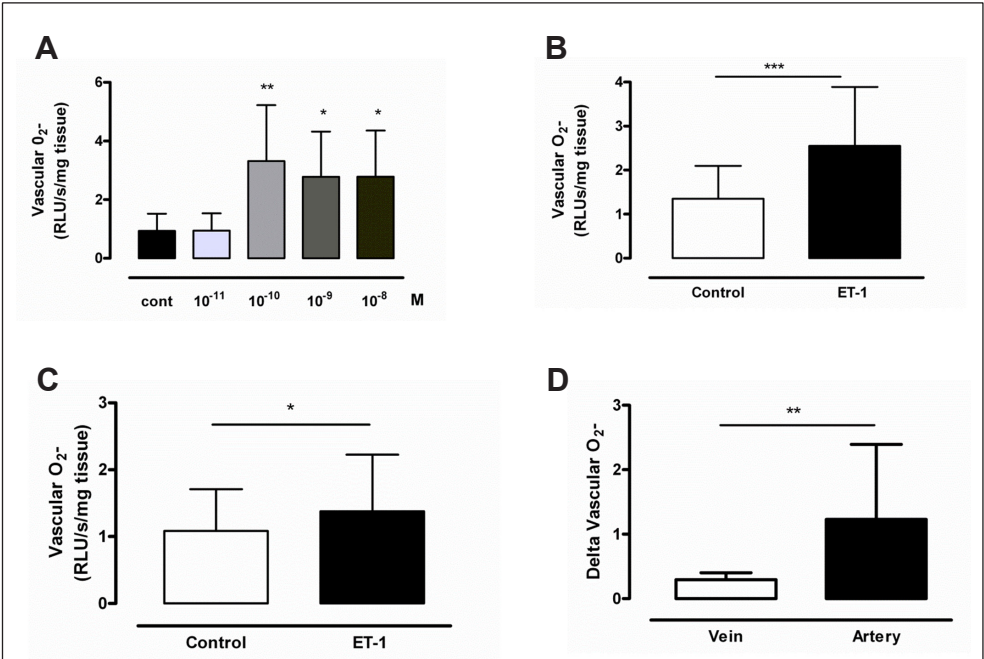 A
Vascular 0₂-
(RLU/s/mg tissue)
6
4
2
0
**
*
*
cont
10⁻¹¹
10⁻¹⁰
10⁻⁹
10⁻⁸
M
B
Vascular O₂-
(RLUs/mg tissue)
4
3
2
1
0
***
Control
ET-1
C
Vascular O₂-
(RLU/s/mg tissue)
3
2
1
0
*
Control
ET-1
D
Delta Vascular O₂-
3
2
1
0
**
Vein
Artery